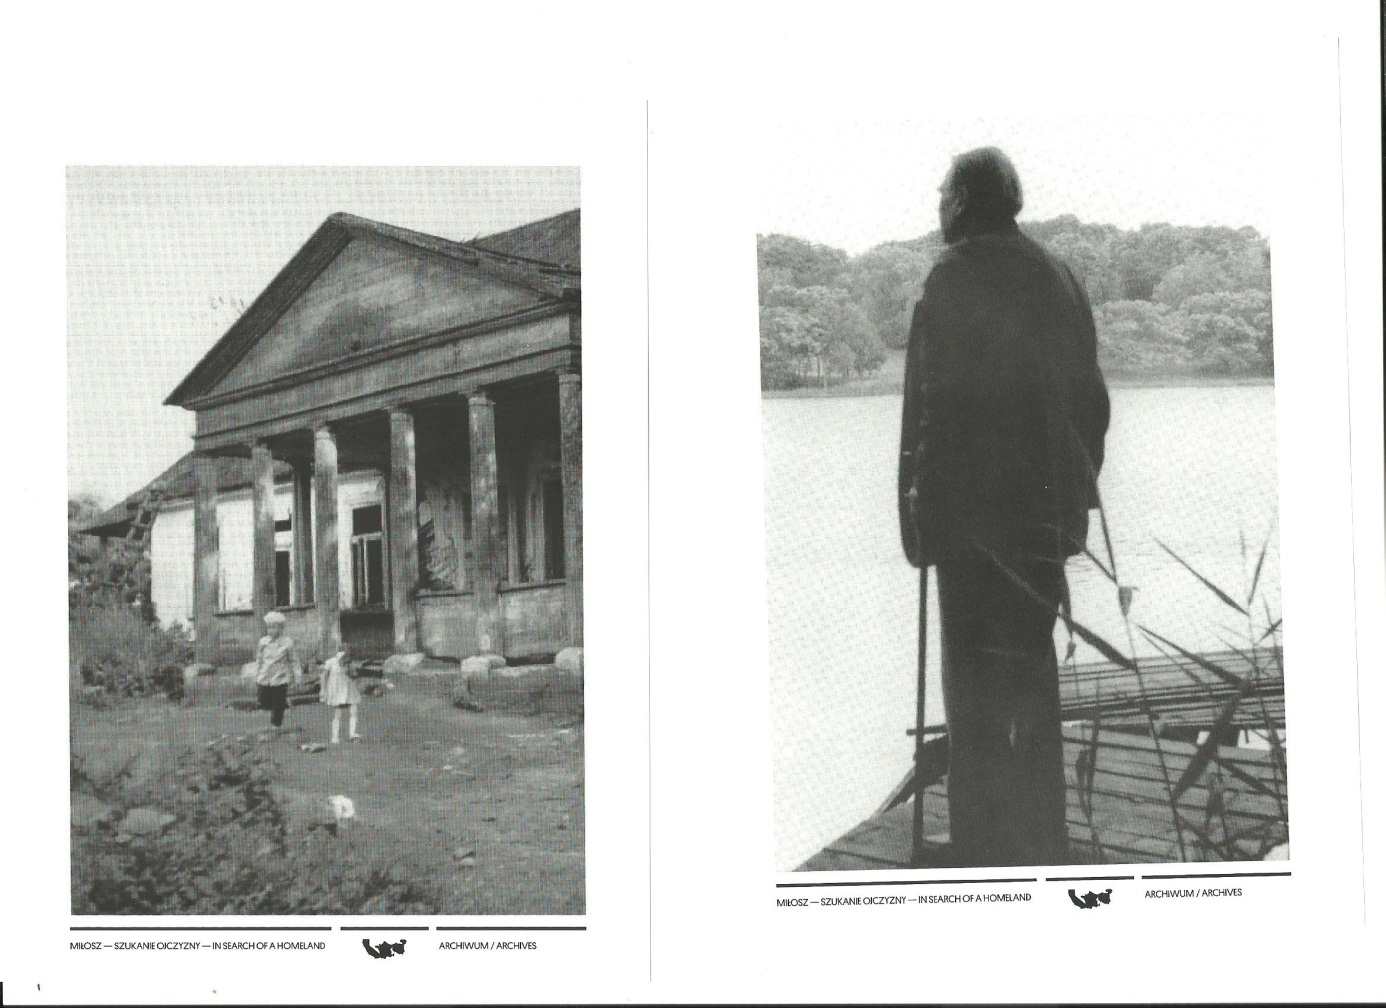 MIŁOSZ — SZUKANIE OJCZYZNY — IN SEARCH OF A HOMELAND
ARCHIWUM / ARCHIVES
MIŁOSZ — SZUKANIE OJCZYZNY — IN SEARCH OF A HOMELAND
ARCHIWUM / ARCHIVES